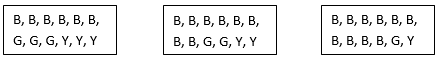 B, B, B, B, B, B,
G, G, G, Y, Y, Y
B, B, B, B, B, B,
B, B, G, G, Y, Y
B, B, B, B, B, B,
B, B, B, B, G, Y